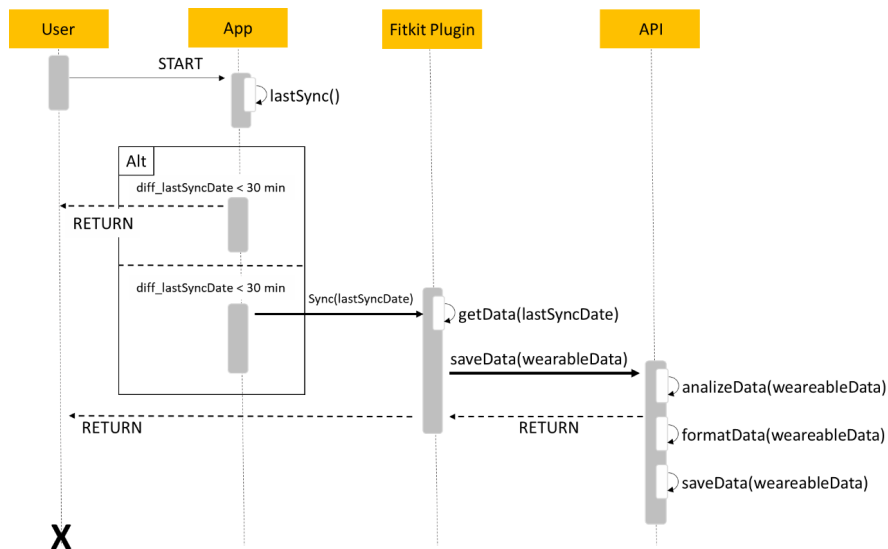 User
App
Fitkit Plugin
API
START
lastSync()
Alt
diff_lastSyncDate < 30 min
RETURN
diff_lastSyncDate < 30 min
Sync(lastSyncDate)
getData(lastSyncDate)
saveData(wearableData)
analizeData(weareableData)
RETURN
RETURN
formatData(weareableData)
saveData(weareableData)
X